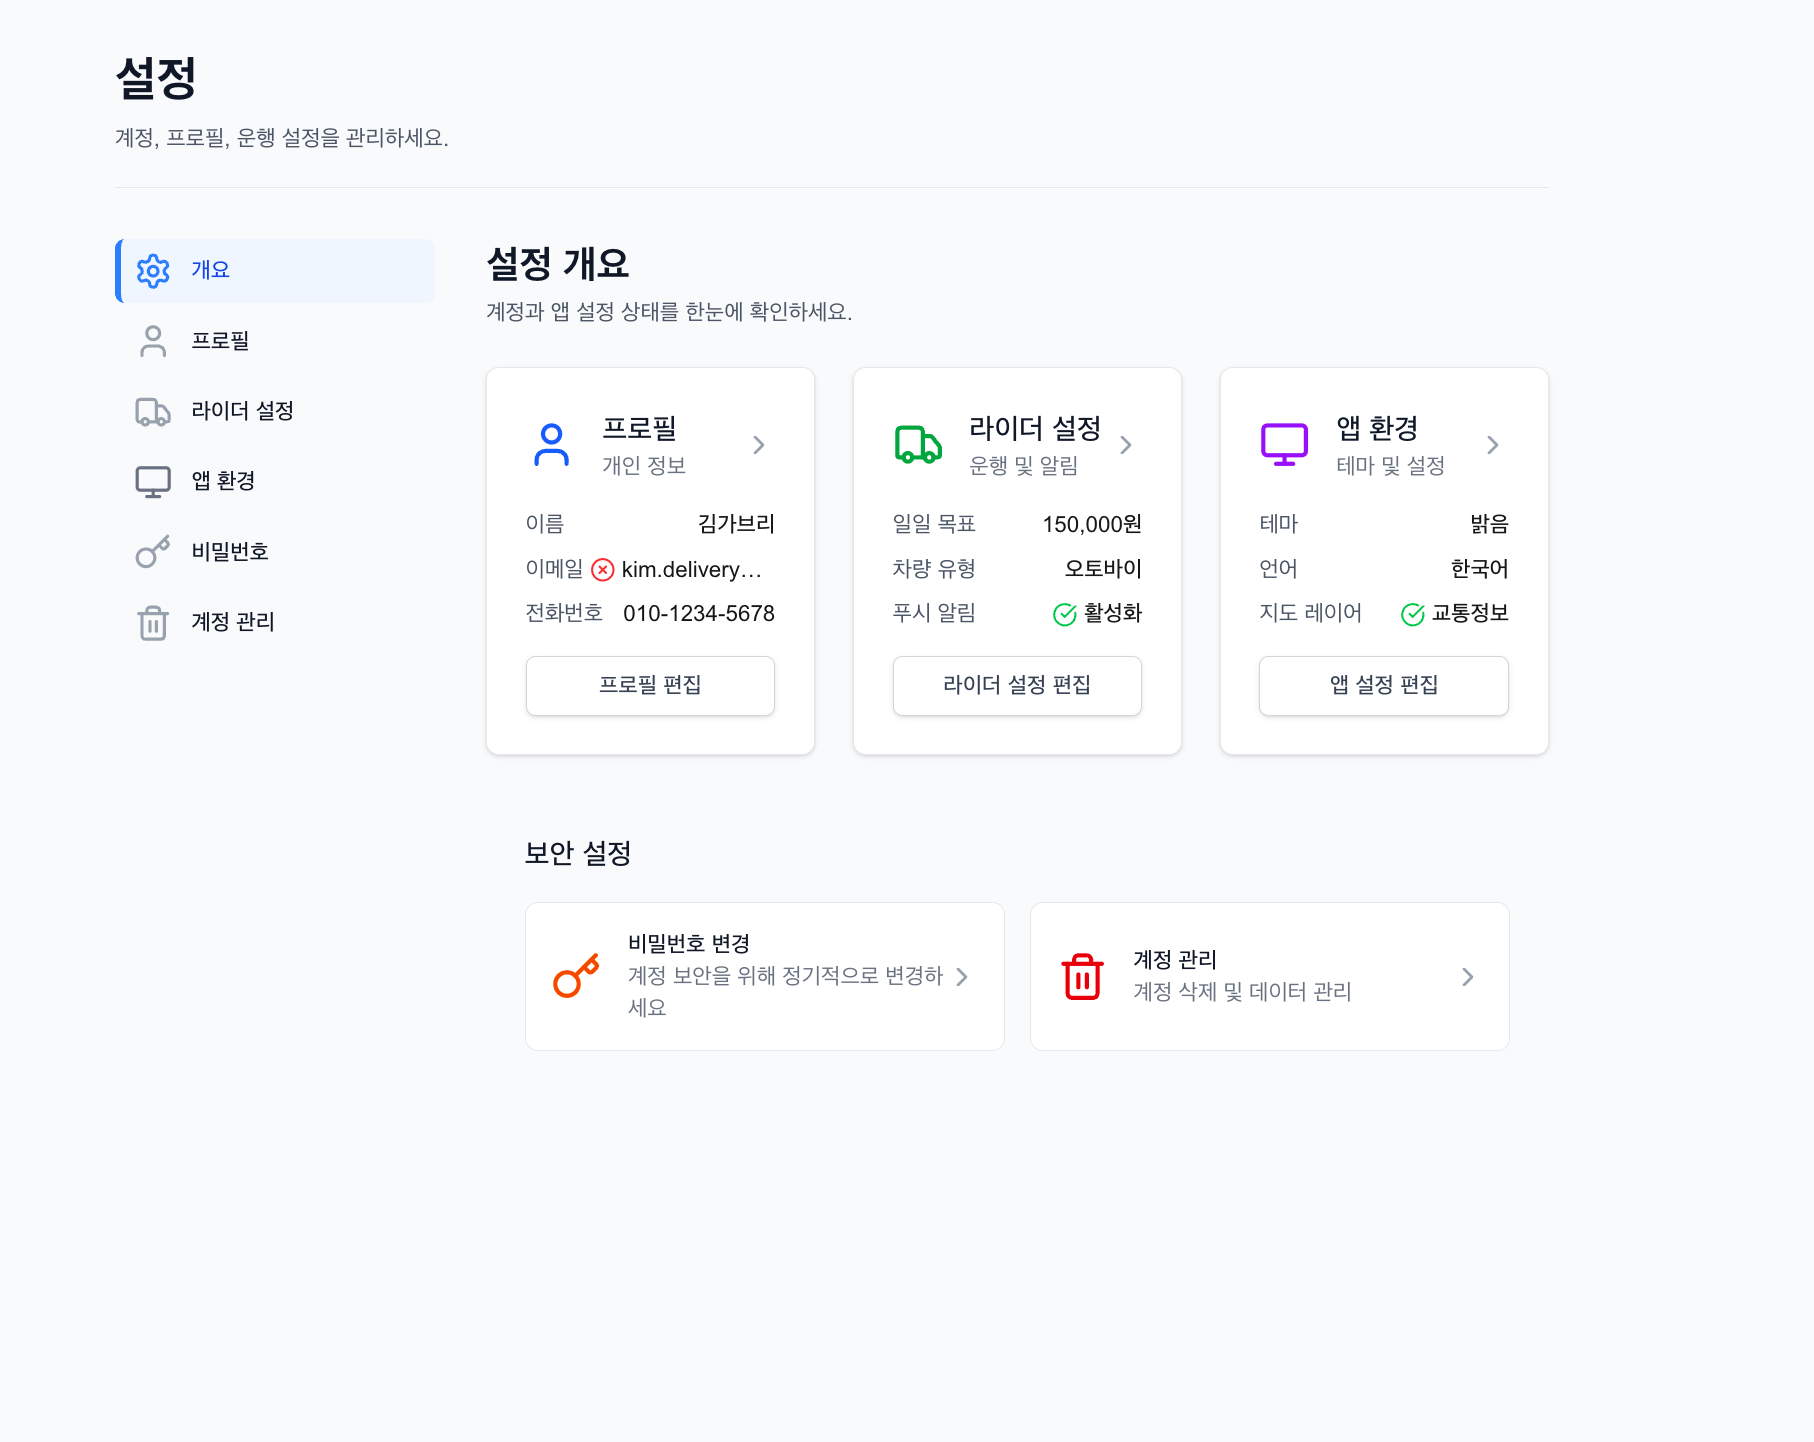 설정
계정, 프로필, 운행 설정을 관리하세요.
개요
프로필
라이더 설정
앱 환경
비밀번호
계정 관리
설정 개요
계정과 앱 설정 상태를 한눈에 확인하세요.
프로필
개인 정보
이름 김가브리
이메일 kim.delivery...
전화번호 010-1234-5678
프로필 편집
라이더 설정
운행 및 알림
일일 목표 150,000원
차량 유형 오토바이
푸시 알림 활성화
라이더 설정 편집
앱 환경
테마 및 설정
테마 밝음
언어 한국어
지도 레이어 교통정보
앱 설정 편집
보안 설정
비밀번호 변경
계정 보안을 위해 정기적으로 변경하
세요
계정 관리
계정 삭제 및 데이터 관리